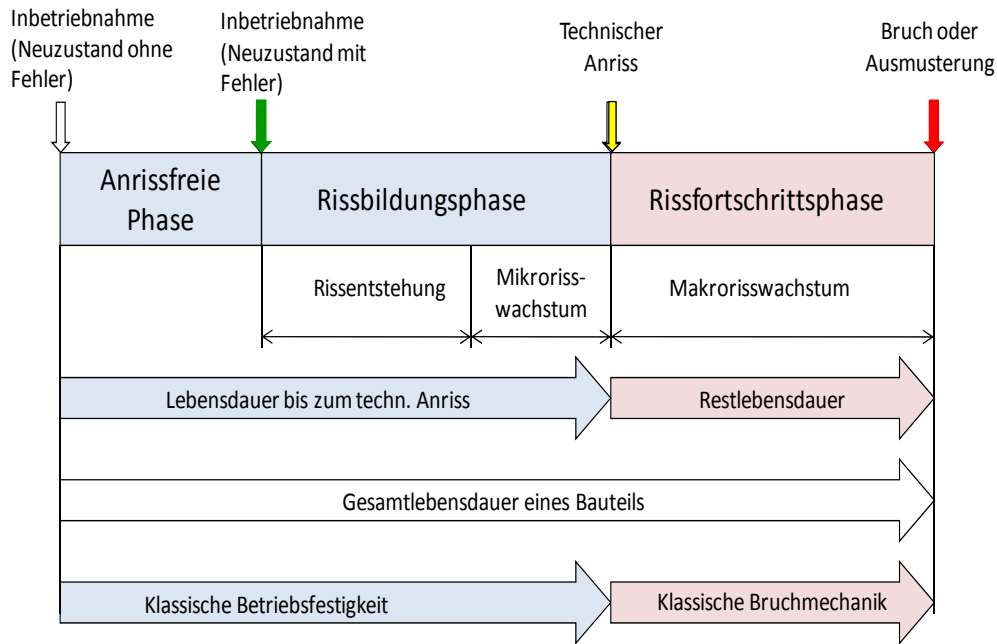 Inbetriebnahme
(Neuzustand ohne
Fehler)
Inbetriebnahme
(Neuzustand mit
Fehler)
Technischer
Anriss
Bruch oder
Ausmusterung
Anrissfreie
Phase
Rissbildungsphase
Rissfortschrittsphase
Rissentstehung
Mikroriss-
wachstum
Makrorisswachstum
Lebensdauer bis zum techn. Anriss
Restlebensdauer
Gesamtlebensdauer eines Bauteils
Klassische Betriebsfestigkeit
Klassische Bruchmechanik